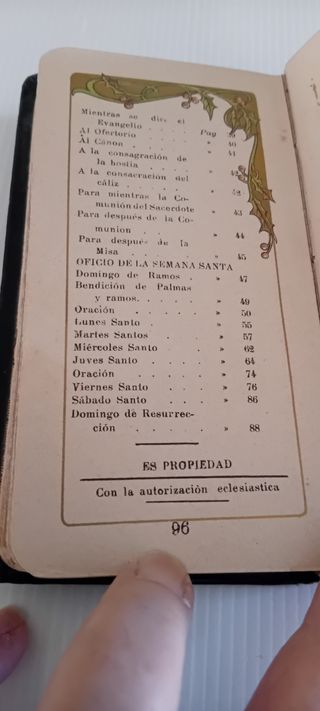 Mientras se dice el
Evangelio . . . . Pag 39
Al Ofertorio . . . . » 40
Al Cánon . . . . . » 41
A la consagración de
la hostia . . . . » 42
A la consacración del
cáliz . . . . . » 42
Para mientras la Co-
munión del Sacerdote » 43
Para después de la Co-
munion . . . . » 44
Para después de la
Misa . . . . . » 45
OFICIO DE LA SEMANA SANTA
Domingo de Ramos . » 47
Bendición de Palmas
y ramos. . . . . » 49
Oración . . . . . » 50
Lunes Santo . . . . » 55
Martes Santos . . . » 57
Miércoles Santo . . . » 62
Juves Santo . . . . » 64
Oración . . . . . » 74
Viernes Santo . . . » 76
Sábado Santo . . . » 86
Domingo de Resurrec-
ción . . . . . » 88
ES PROPIEDAD
Con la autorización eclesiastica
96